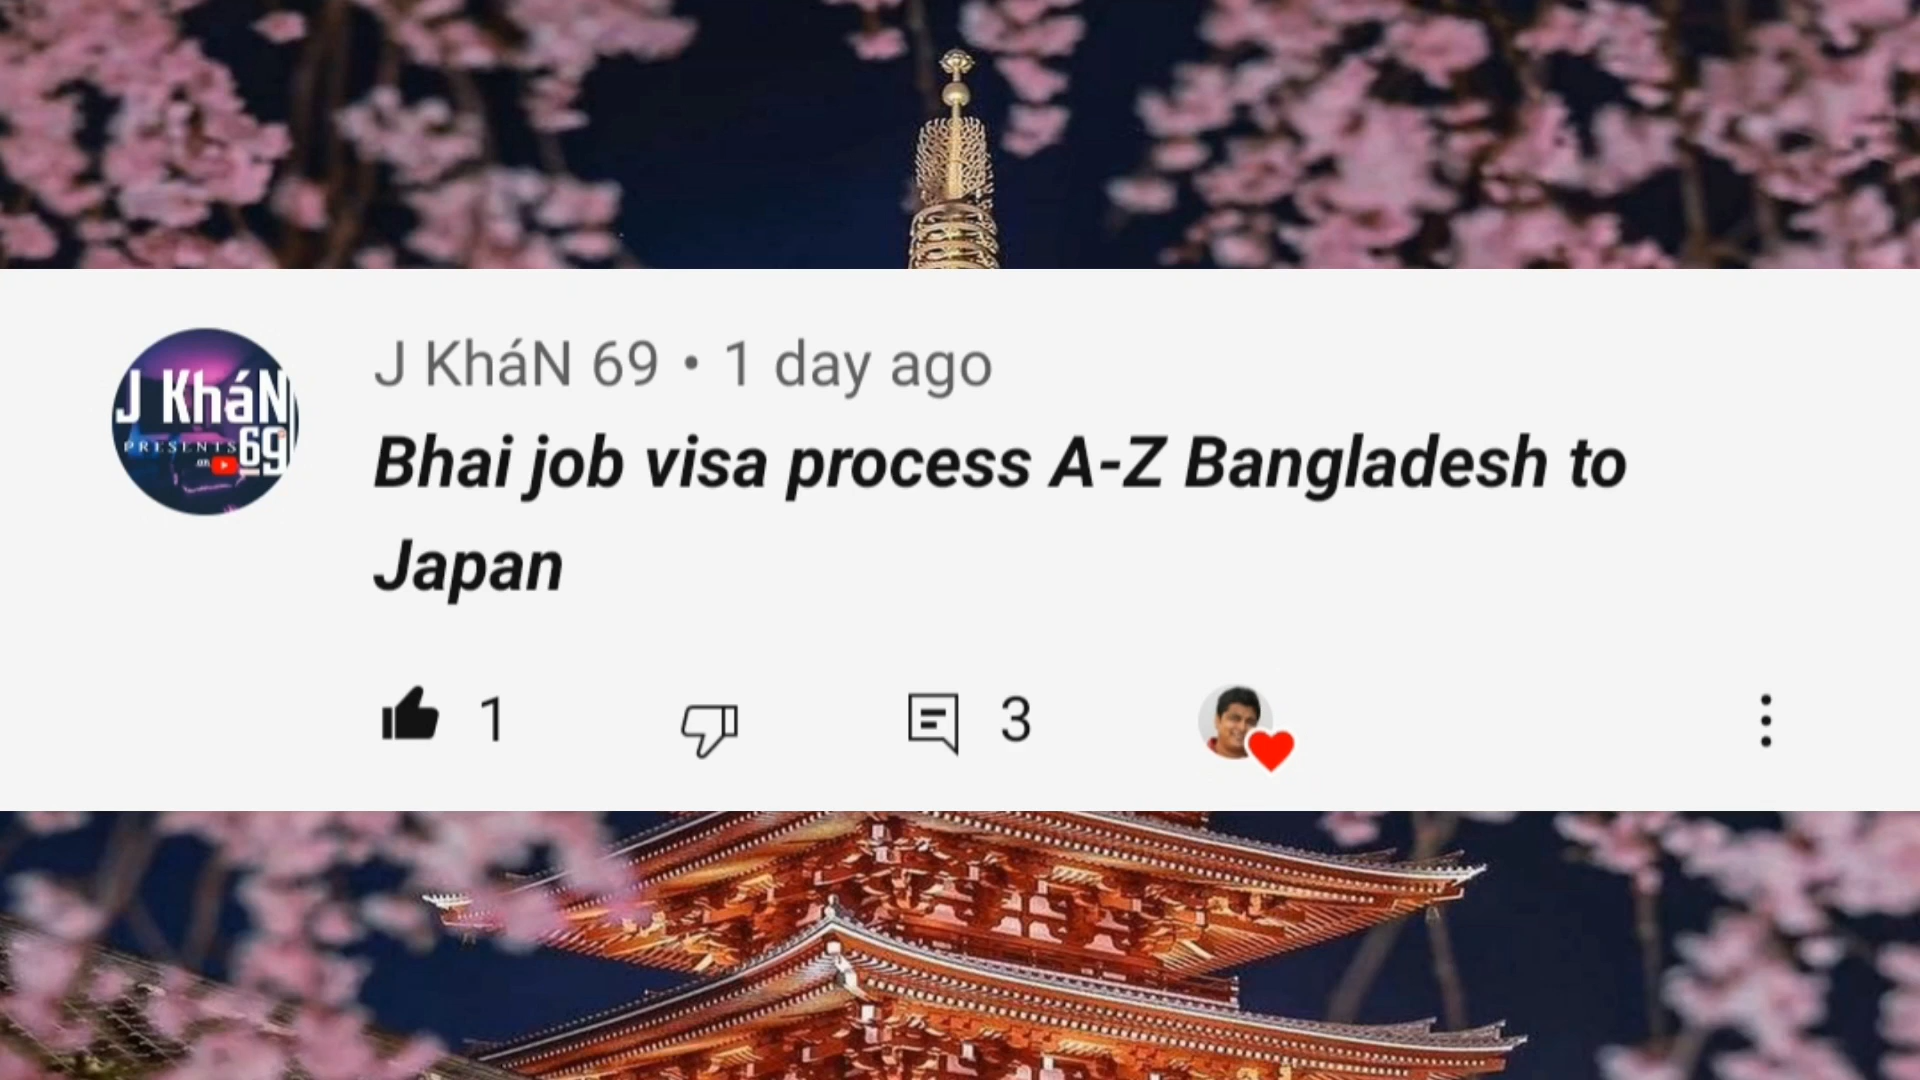 J KháN
PRESENTS 69
J KháN 69 • 1 day ago
Bhai job visa process A-Z Bangladesh to
Japan
1
3